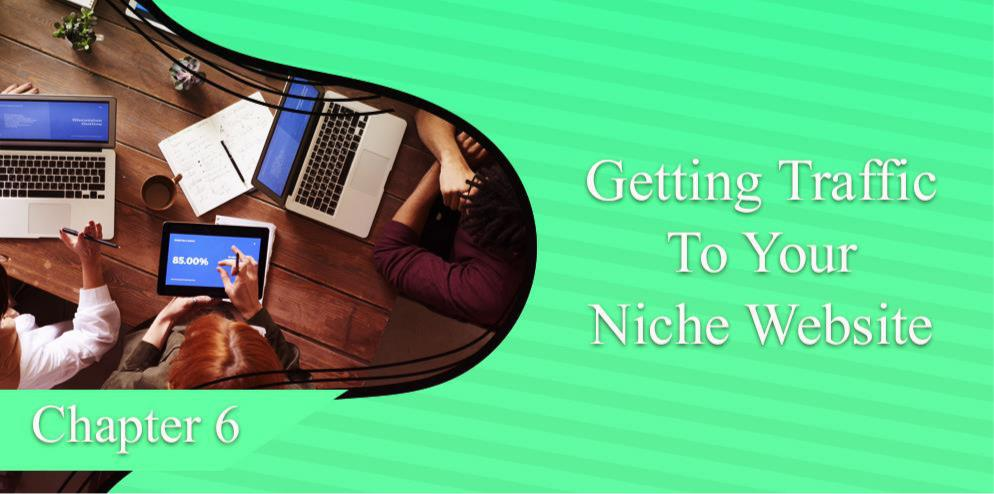 Getting Traffic
To Your
Niche Website
Chapter 6
85.00%